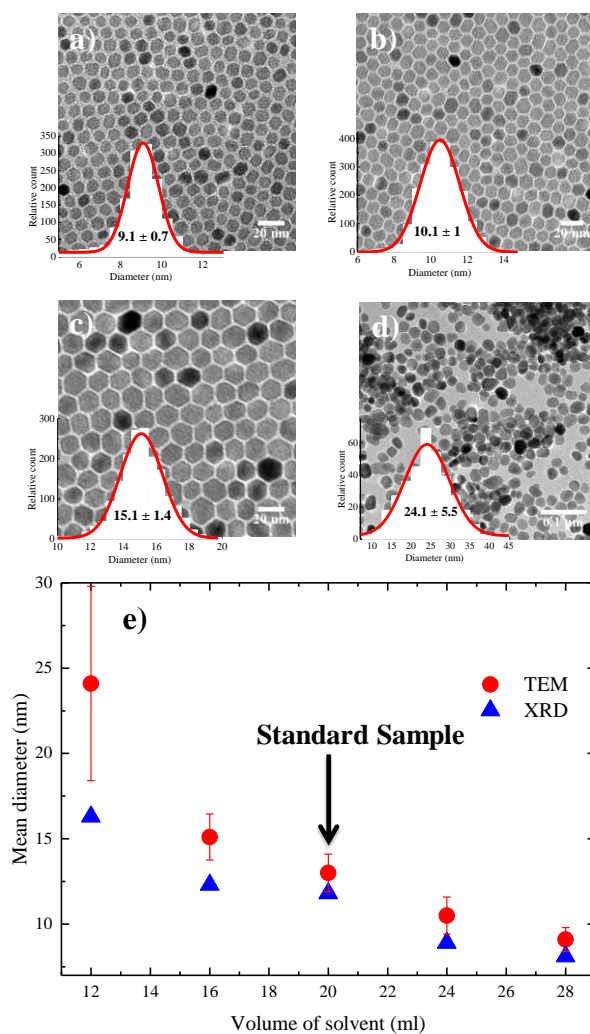 a)
350
300
250
200
150
100
50
0
Relative count
9.1 ± 0.7
20 nm
6 8 10 12
Diameter (nm)
b)
400
300
200
100
0
Relative count
10.1 ± 1
20 nm
6 8 10 12 14
Diameter (nm)
c)
300
200
100
0
Relative count
15.1 ± 1.4
20 nm
10 12 14 16 18 20
Diameter (nm)
d)
60
40
20
0
Relative count
24.1 ± 5.5
0.1 µm
10 15 20 25 30 35 40 45
Diameter (nm)
e)
30
25
20
15
10
Mean diameter (nm)
TEM
XRD
Standard Sample
12 14 16 18 20 22 24 26 28
Volume of solvent (ml)